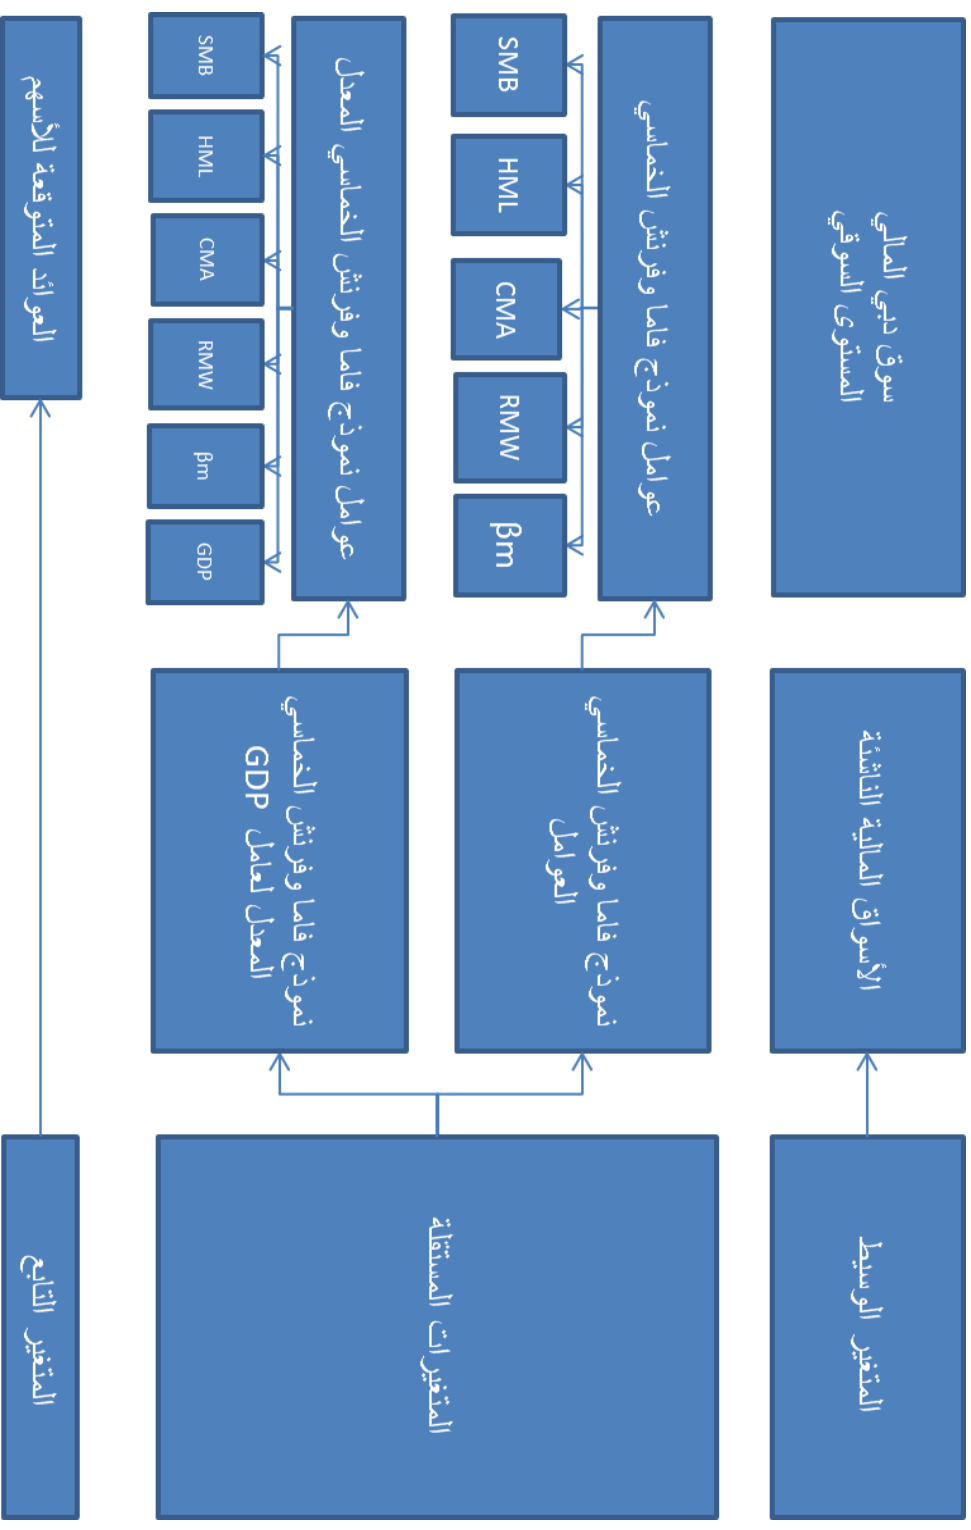 المتغير الوسيط
الأسواق المالية الناشئة
سوق دبي المالي
المستوى السوقي
المتغيرات المستقلة
نموذج فاما وفرنش الخماسي
العوامل
عوامل نموذج فاما وفرنش الخماسي
βm
RMW
CMA
HML
SMB
نموذج فاما وفرنش الخماسي
المعدل لعامل GDP
عوامل نموذج فاما وفرنش الخماسي المعدل
GDP
βm
RMW
CMA
HML
SMB
المتغير التابع
العوائد المتوقعة للأسهم